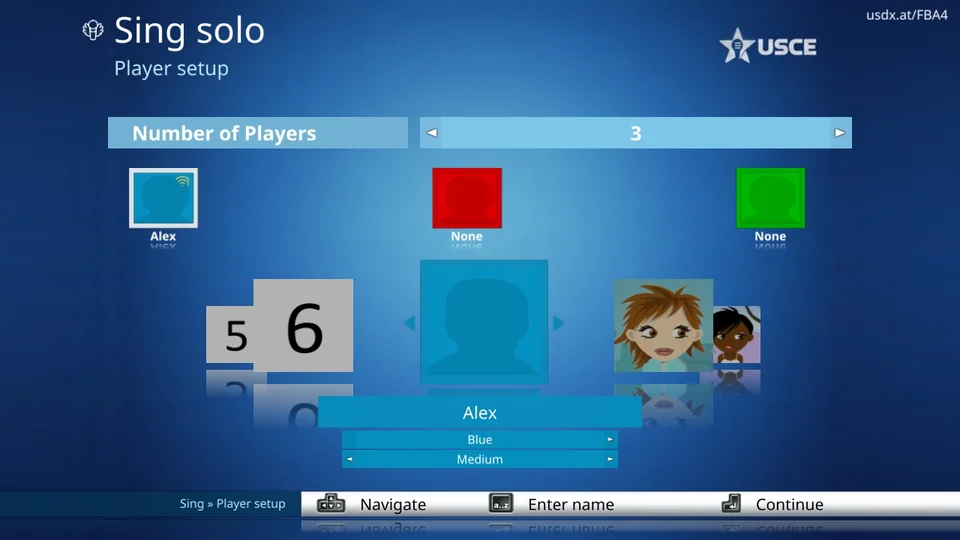 Sing solo
usdx.at/FBA4
Player setup
USCE
Number of Players
3
Alex
None
None
5
6
Alex
Blue
Medium
Sing » Player setup
Navigate
Enter name
Continue